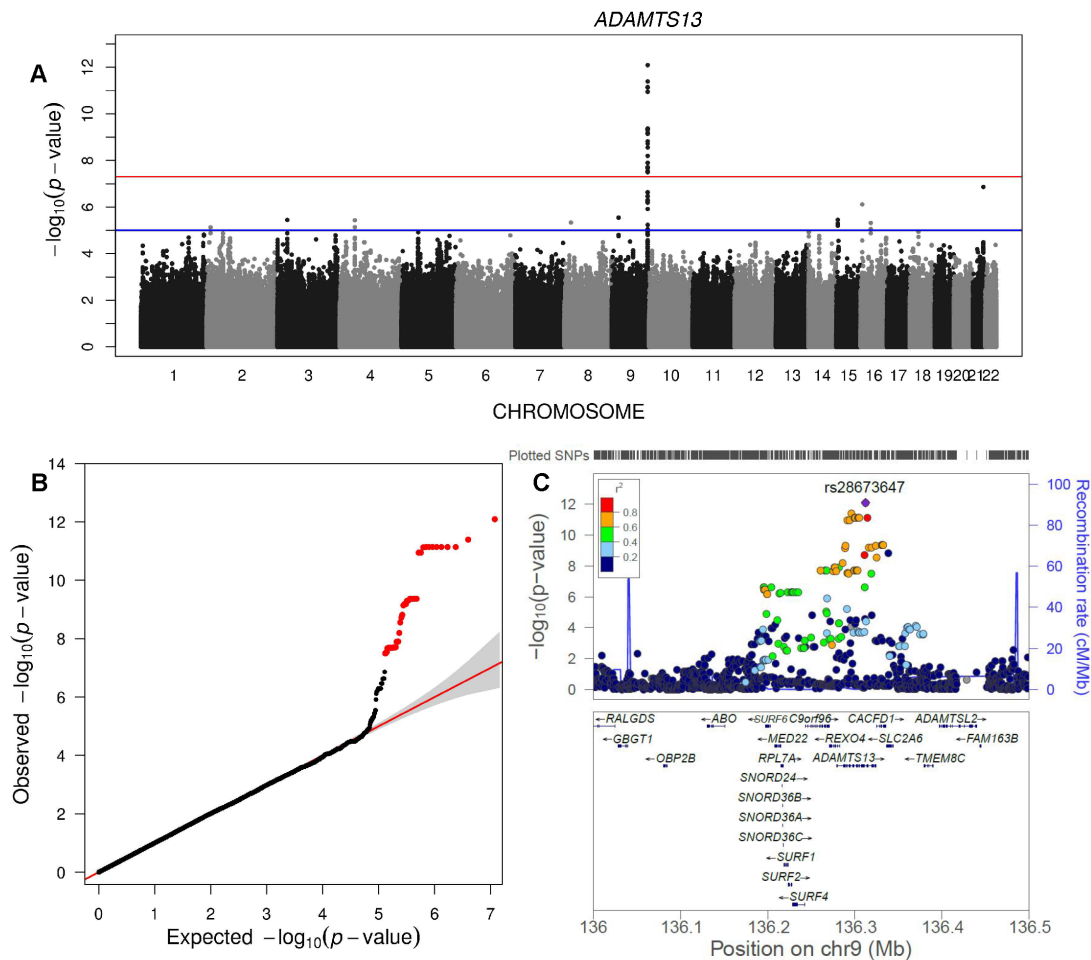 ADAMTS13
A
−log10(p−value)
12
10
8
6
4
2
0
1 2 3 4 5 6 7 8 9 10 11 12 13 14 15 16 17 18 19 20 21 22
CHROMOSOME
B
Observed −log10(p−value)
14
12
10
8
6
4
2
0
0 1 2 3 4 5 6 7
Expected −log10(p−value)
Plotted SNPs
C
rs28673647
r²
0.8
0.6
0.4
0.2
−log10(p−value)
12
10
8
6
4
2
0
Recombination rate (cM/Mb)
100
80
60
40
20
0
←RALGDS ←ABO ←SURF6 C9orf96→ CACFD1→ ADAMTSL2→
←GBGT1 ←MED22 ←REXO4 ←SLC2A6 ←FAM163B
←OBP2B RPL7A→ ADAMTS13→ ←TMEM8C
SNORD24→
SNORD36B→
SNORD36A→
SNORD36C→
←SURF1
SURF2→
←SURF4
136 136.1 136.2 136.3 136.4 136.5
Position on chr9 (Mb)